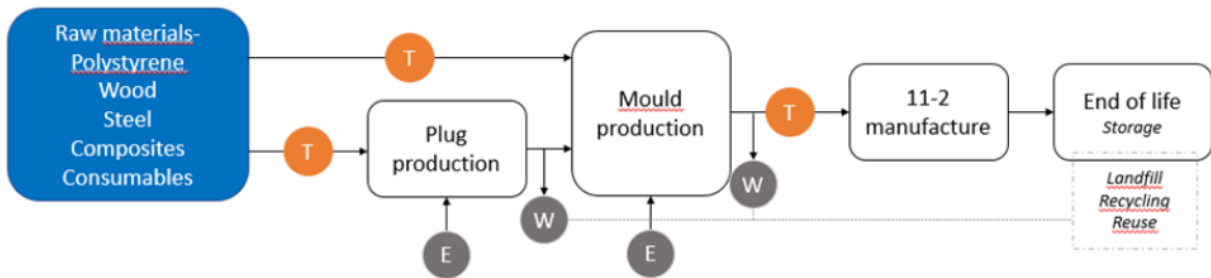 Raw materials-
Polystyrene
Wood
Steel
Composites
Consumables
T
T
Plug
production
E
W
Mould
production
E
W
T
11-2
manufacture
End of life
Storage
Landfill
Recycling
Reuse